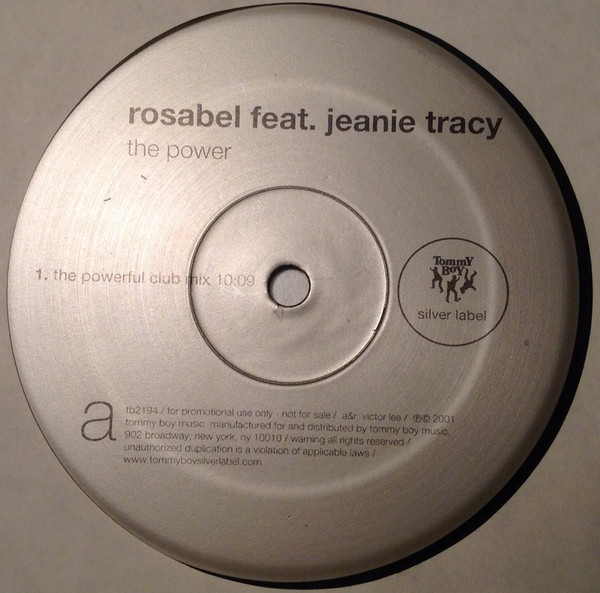 rosabel feat. jeanie tracy
the power
1. the powerful club mix 10:09
Tommy
Boy
silver label
a
tb2194 / for promotional use only - not for sale / a&r: victor lee / ℗© 2001
tommy boy music manufactured for and distributed by tommy boy music,
902 broadway, new york, ny 10010 / warning all rights reserved /
unauthorized duplication is a violation of applicable laws /
www.tommyboysilverlabel.com